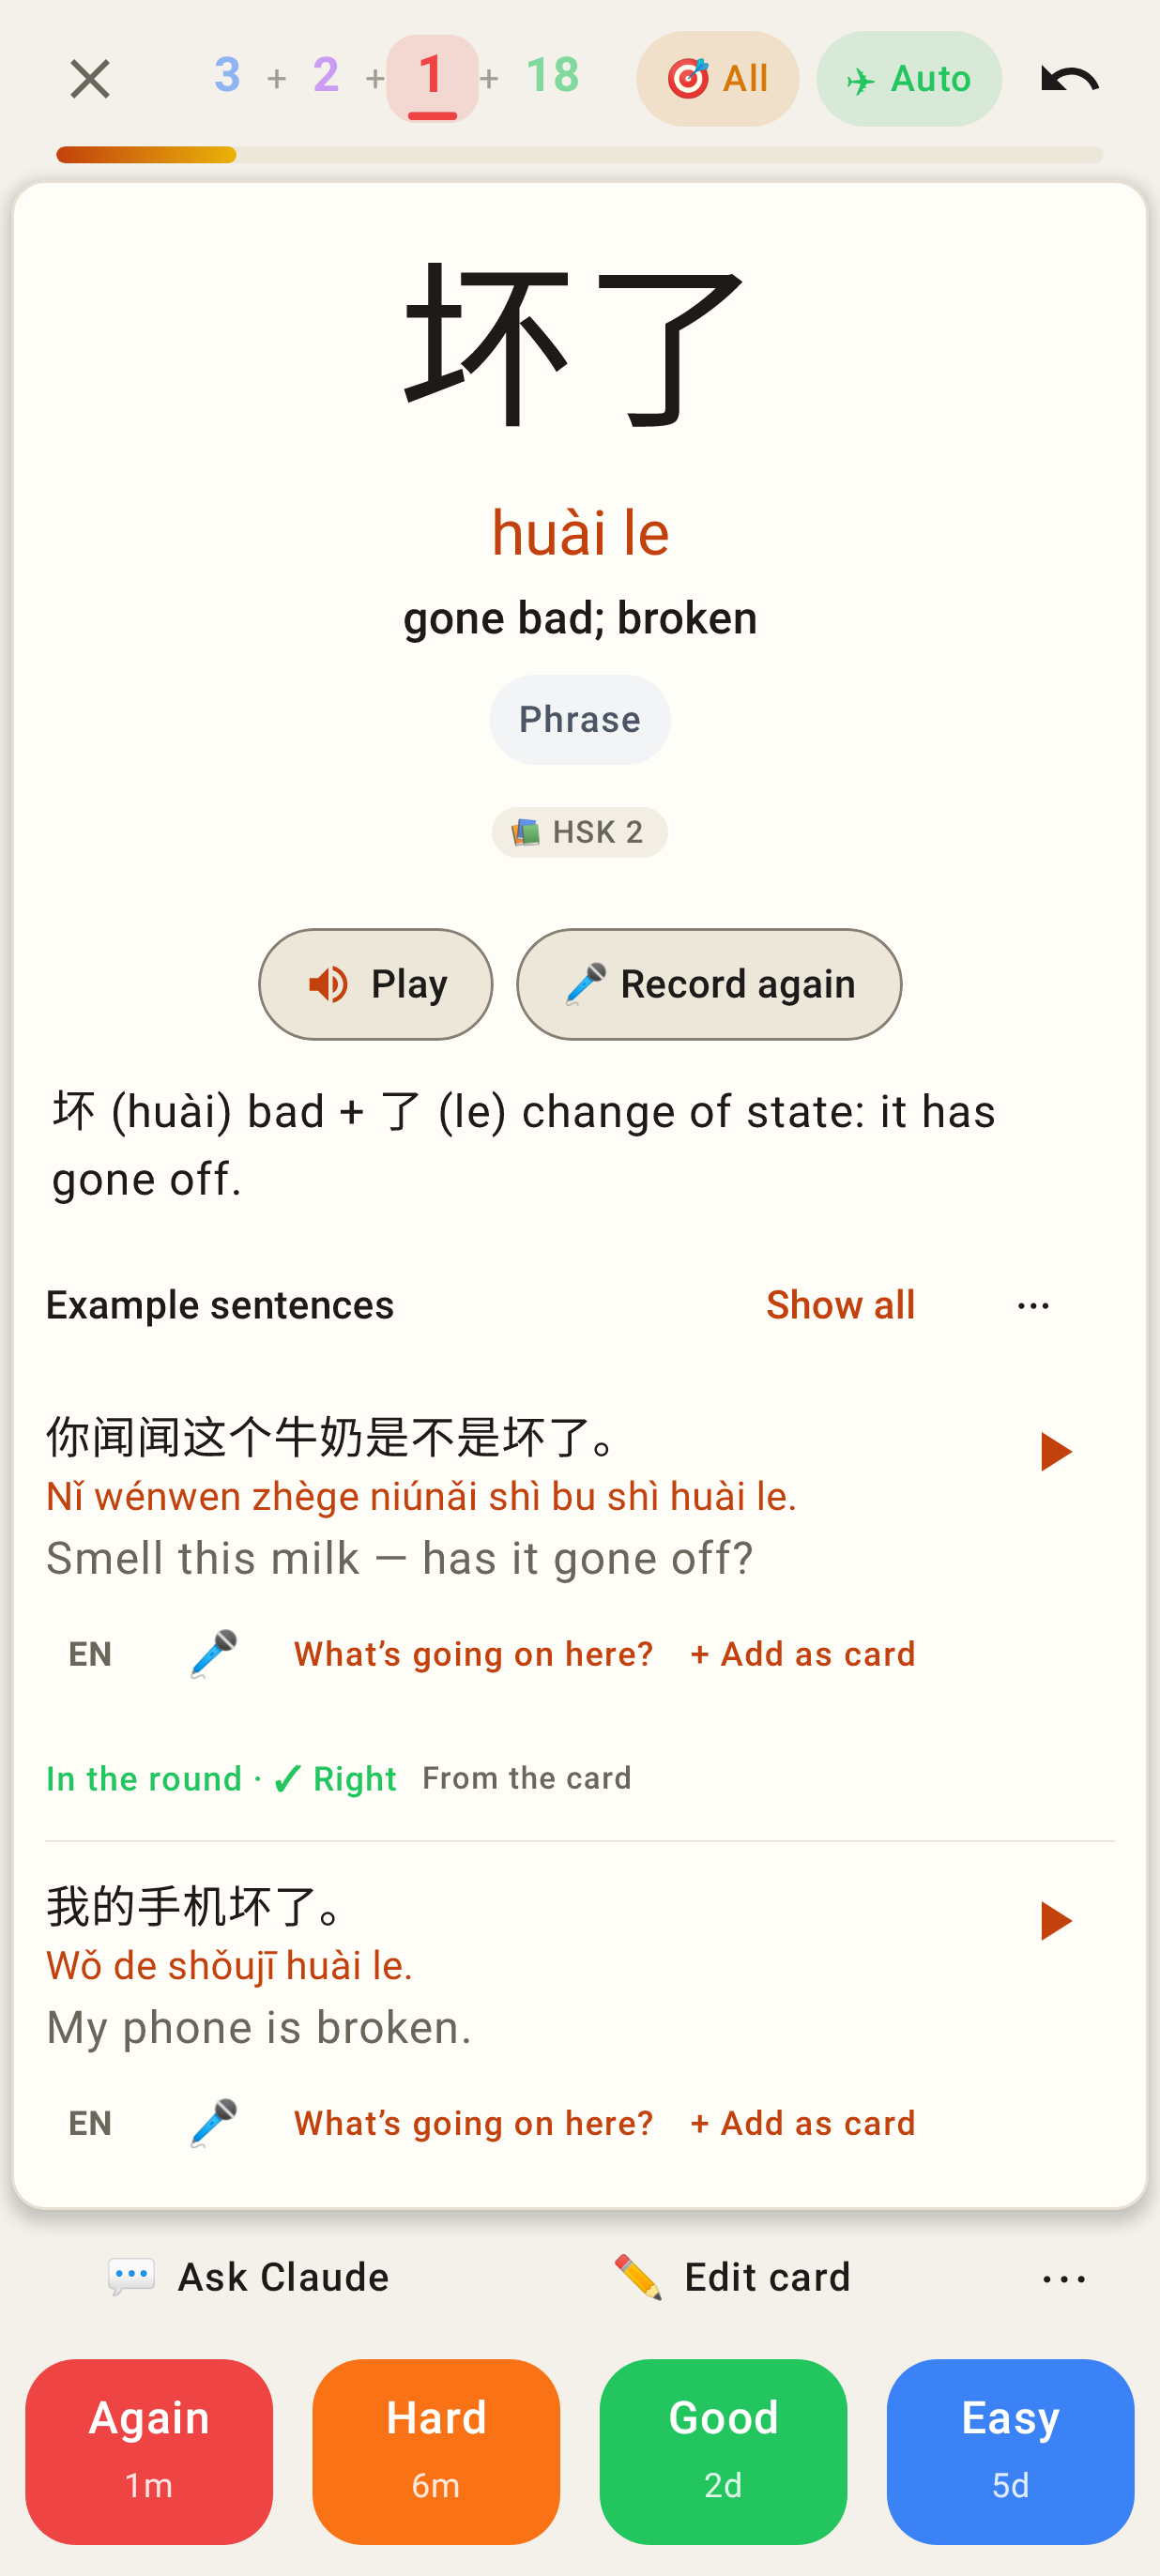 3 + 2 + 1 + 18 All Auto
坏了
huài le
gone bad; broken
Phrase
HSK 2
Play Record again
坏 (huài) bad + 了 (le) change of state: it has
gone off.
Example sentences Show all ...
你闻闻这个牛奶是不是坏了。
Nǐ wénwen zhège niúnǎi shì bu shì huài le.
Smell this milk — has it gone off?
EN What’s going on here? + Add as card
In the round · ✓ Right From the card
我的手机坏了。
Wǒ de shǒujī huài le.
My phone is broken.
EN What’s going on here? + Add as card
Ask Claude Edit card ...
Again Hard Good Easy
1m 6m 2d 5d